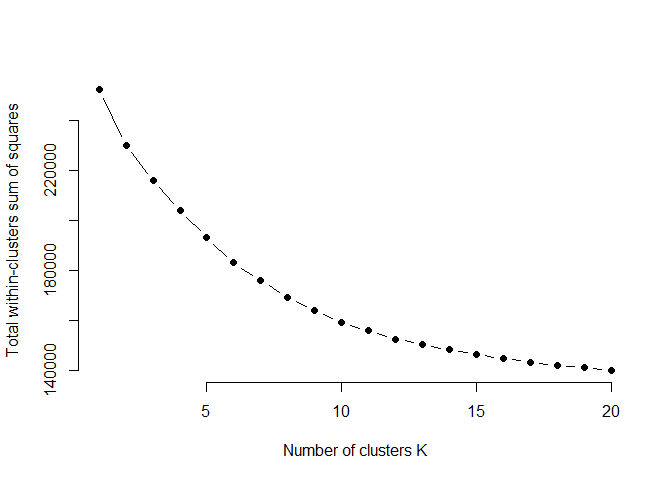 Total within-clusters sum of squares
220000
180000
140000
5 10 15 20
Number of clusters K